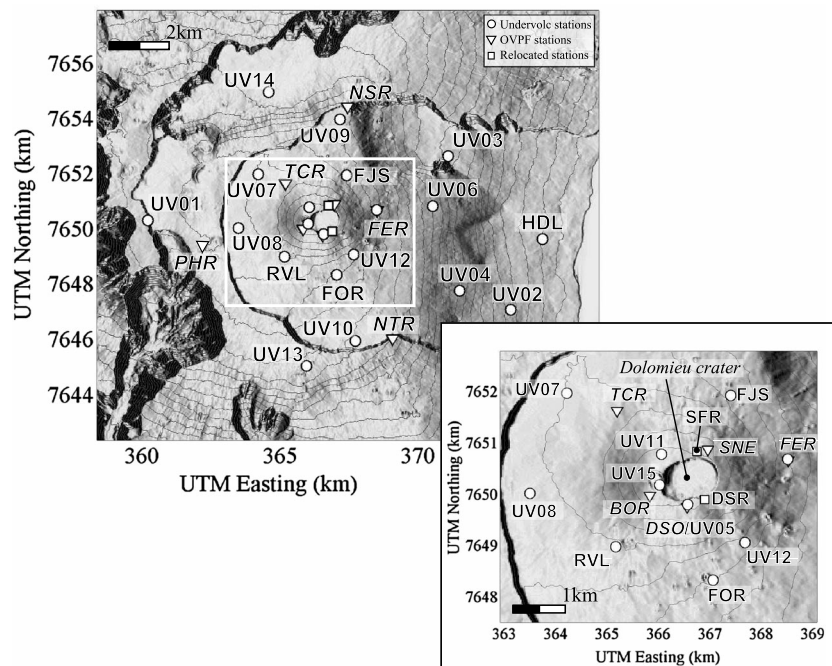 2km
Undervolc stations
OVPF stations
Relocated stations
UTM Northing (km)
7656
7654
7652
7650
7648
7646
7644
UV14
NSR
UV09
UV03
TCR
FJS
UV07
UV06
UV01
HDL
FER
UV08
PHR
RVL
UV12
UV04
FOR
UV02
UV10
NTR
UV13
360
365
370
UTM Easting (km)
Dolomieu crater
UV07
TCR
FJS
SFR
UV11
SNE
FER
UV15
UV08
BOR
DSR
DSO/UV05
RVL
UV12
FOR
1km
UTM Northing (km)
7652
7651
7650
7649
7648
363
364
365
366
367
368
369
UTM Easting (km)